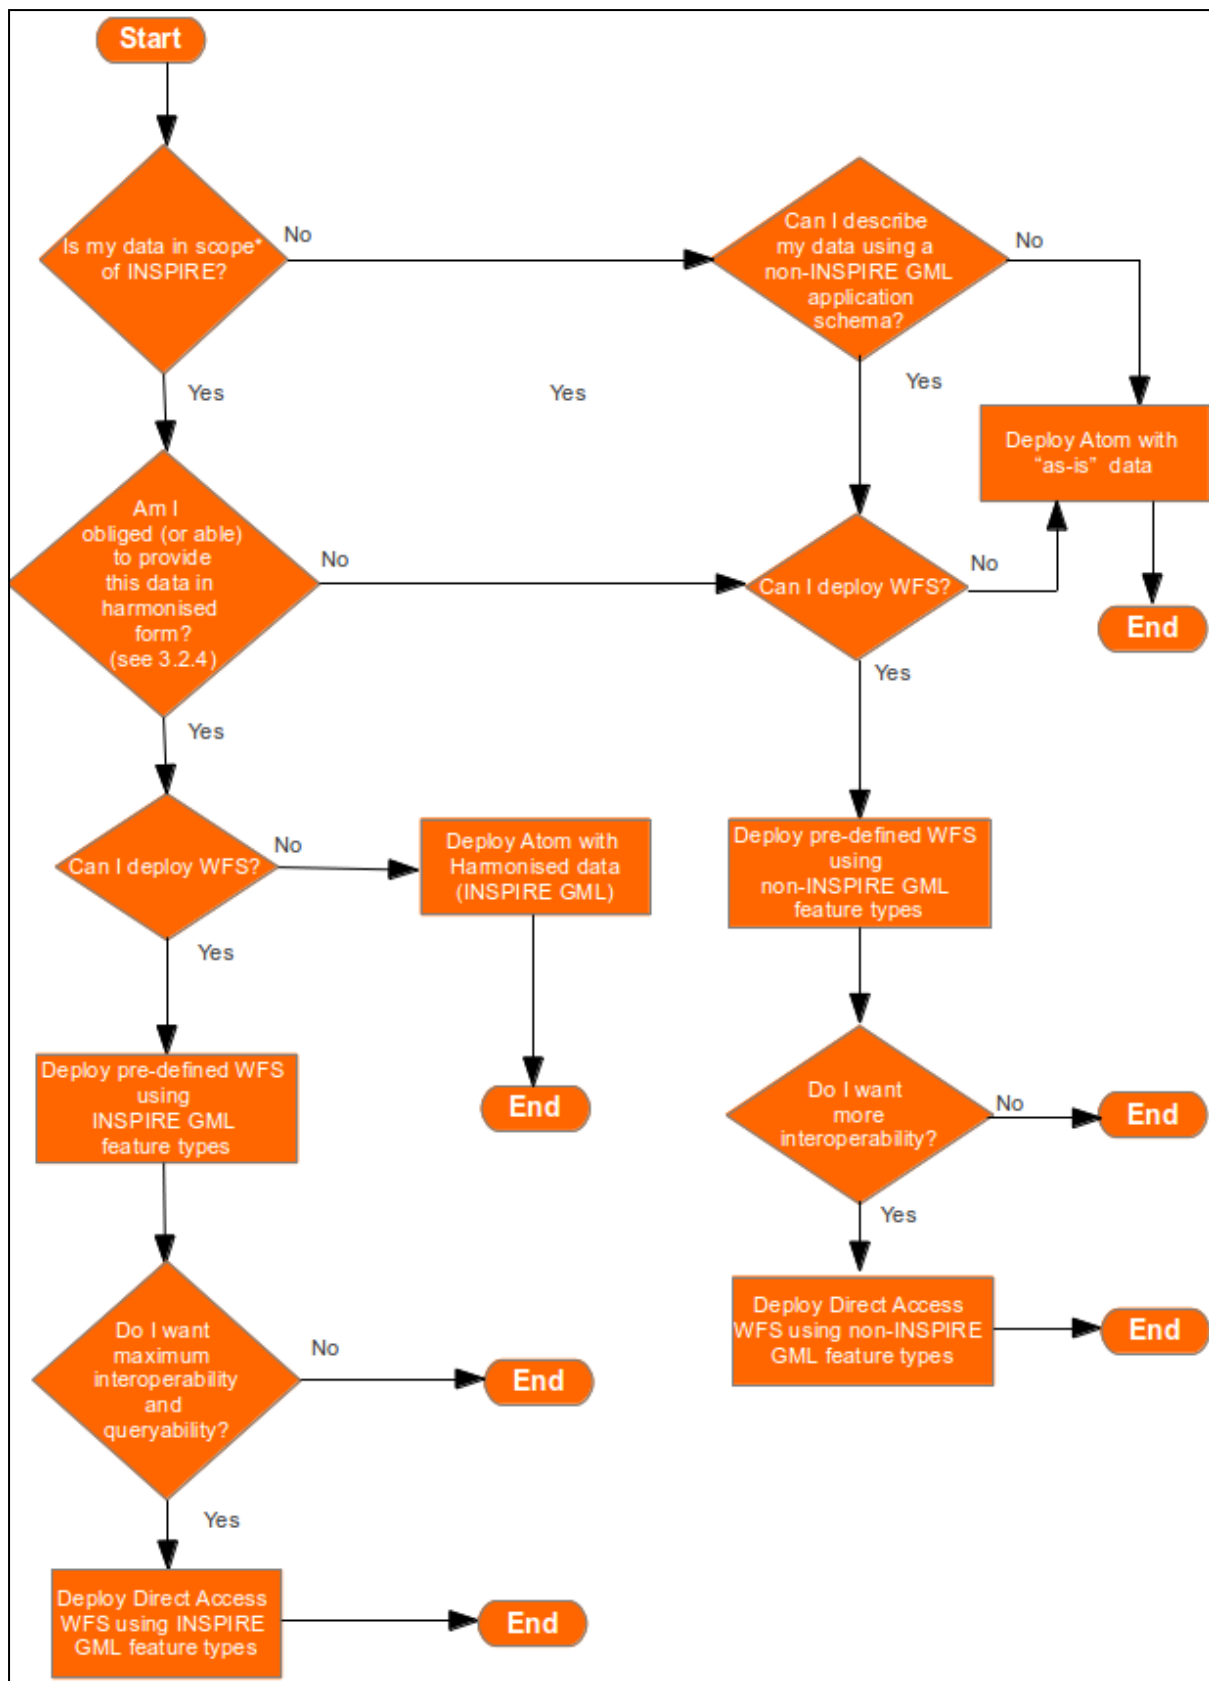 Start
Is my data in scope*
of INSPIRE?
No
Can I describe
my data using a
non-INSPIRE GML
application
schema?
No
Yes
Yes
Yes
Deploy Atom with
“as-is” data
Am I
obliged (or able)
to provide
this data in
harmonised
form?
(see 3.2.4)
No
Can I deploy WFS?
No
End
Yes
Yes
Can I deploy WFS?
No
Deploy Atom with
Harmonised data
(INSPIRE GML)
Deploy pre-defined WFS
using
non-INSPIRE GML
feature types
Yes
Deploy pre-defined WFS
using
INSPIRE GML
feature types
End
Do I want
more
interoperability?
No
End
Yes
Do I want
maximum
interoperability
and
queryability?
No
End
Deploy Direct Access
WFS using non-INSPIRE
GML feature types
End
Yes
Deploy Direct Access
WFS using INSPIRE
GML feature types
End